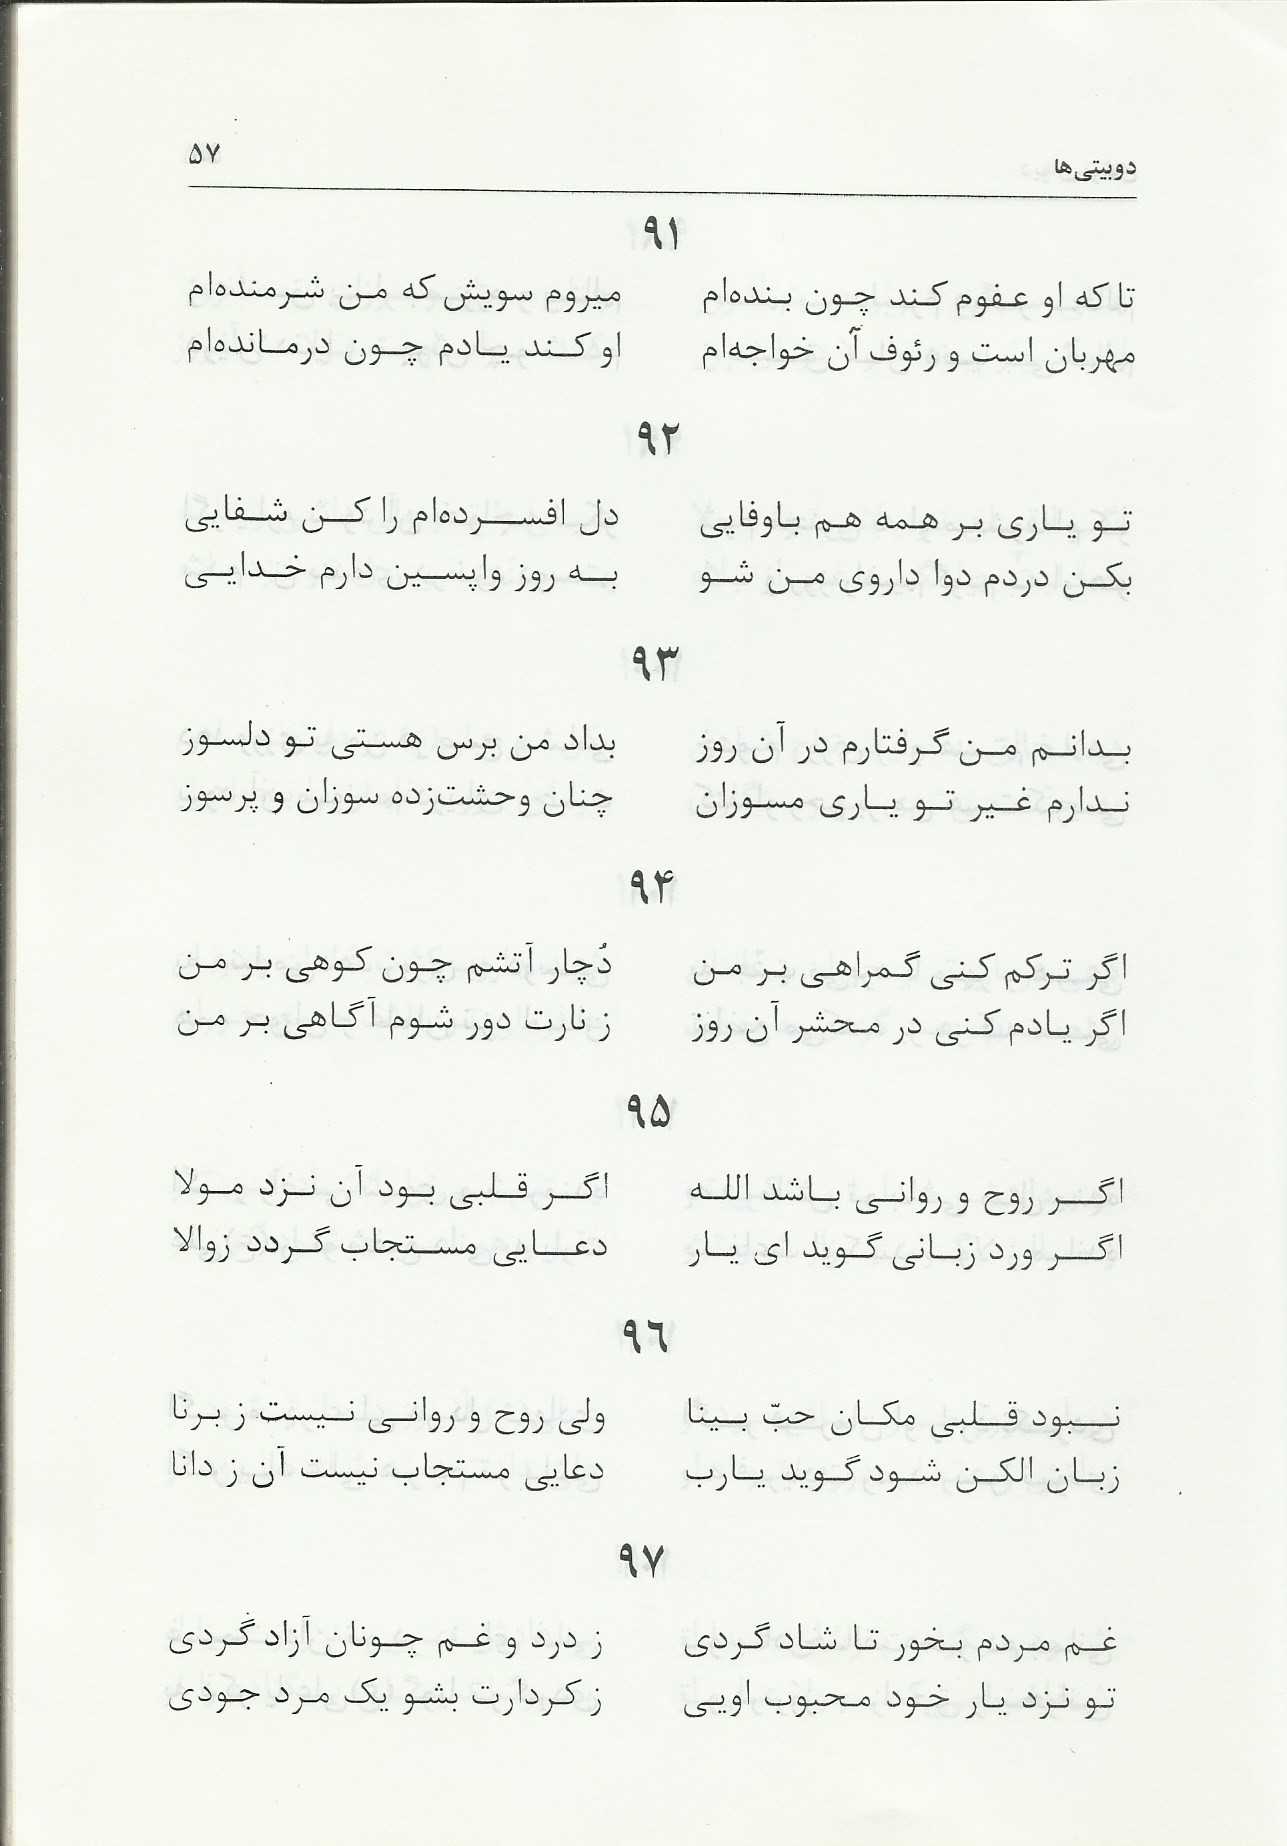 دوبیتی‌ها ۵۷
۹۱
تا که او عفوم کند چون بنده‌ام میروم سویش که من شرمنده‌ام
مهربان است و رئوف آن خواجه‌ام او کند یادم چون درمانده‌ام
۹۲
تو یاری بر همه هم باوفایی دل افسرده‌ام را کن شفایی
بکن دردم دوا داروی من شو به روز واپسین دارم خدایی
۹۳
بدانم من گرفتارم در آن روز بداد من برس هستی تو دلسوز
ندارم غیر تو یاری مسوزان چنان وحشت‌زده سوزان و پرسوز
۹۴
اگر ترکم کنی گمراهی بر من دُچار آتشم چون کوهی بر من
اگر یادم کنی در محشر آن روز ز نارت دور شوم آگاهی بر من
۹۵
اگر روح و روانی باشد الله اگر قلبی بود آن نزد مولا
اگر ورد زبانی گوید ای یار دعایی مستجاب گردد زوالا
۹۶
نبود قلبی مکان حبّ بینا ولی روح و روانی نیست ز برنا
زبان الکن شود گوید یارب دعایی مستجاب نیست آن ز دانا
۹۷
غم مردم بخور تا شاد گردی ز درد و غم چونان آزاد گردی
تو نزد یار خود محبوب اویی ز کردارت بشو یک مرد جودی